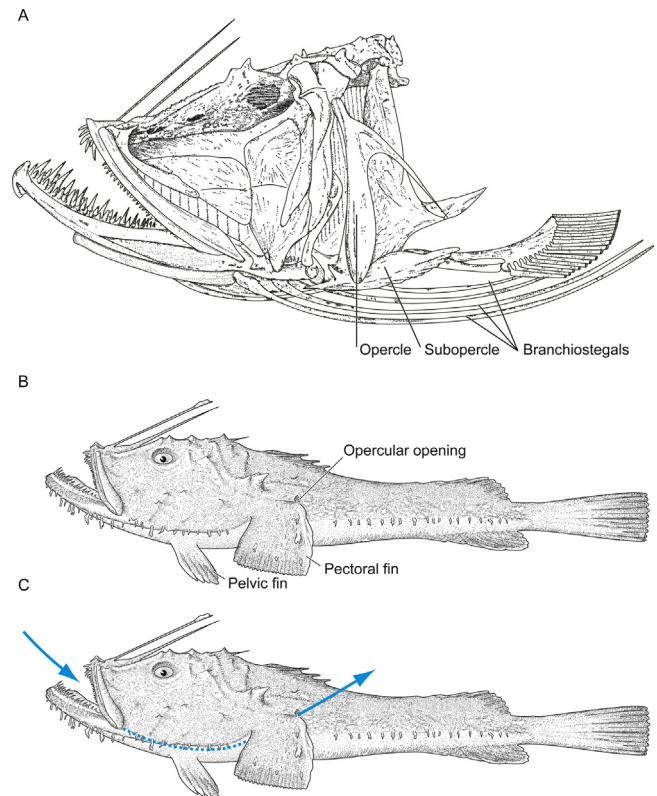 A
Opercle
Subopercle
Branchiostegals
B
Opercular opening
Pectoral fin
Pelvic fin
C